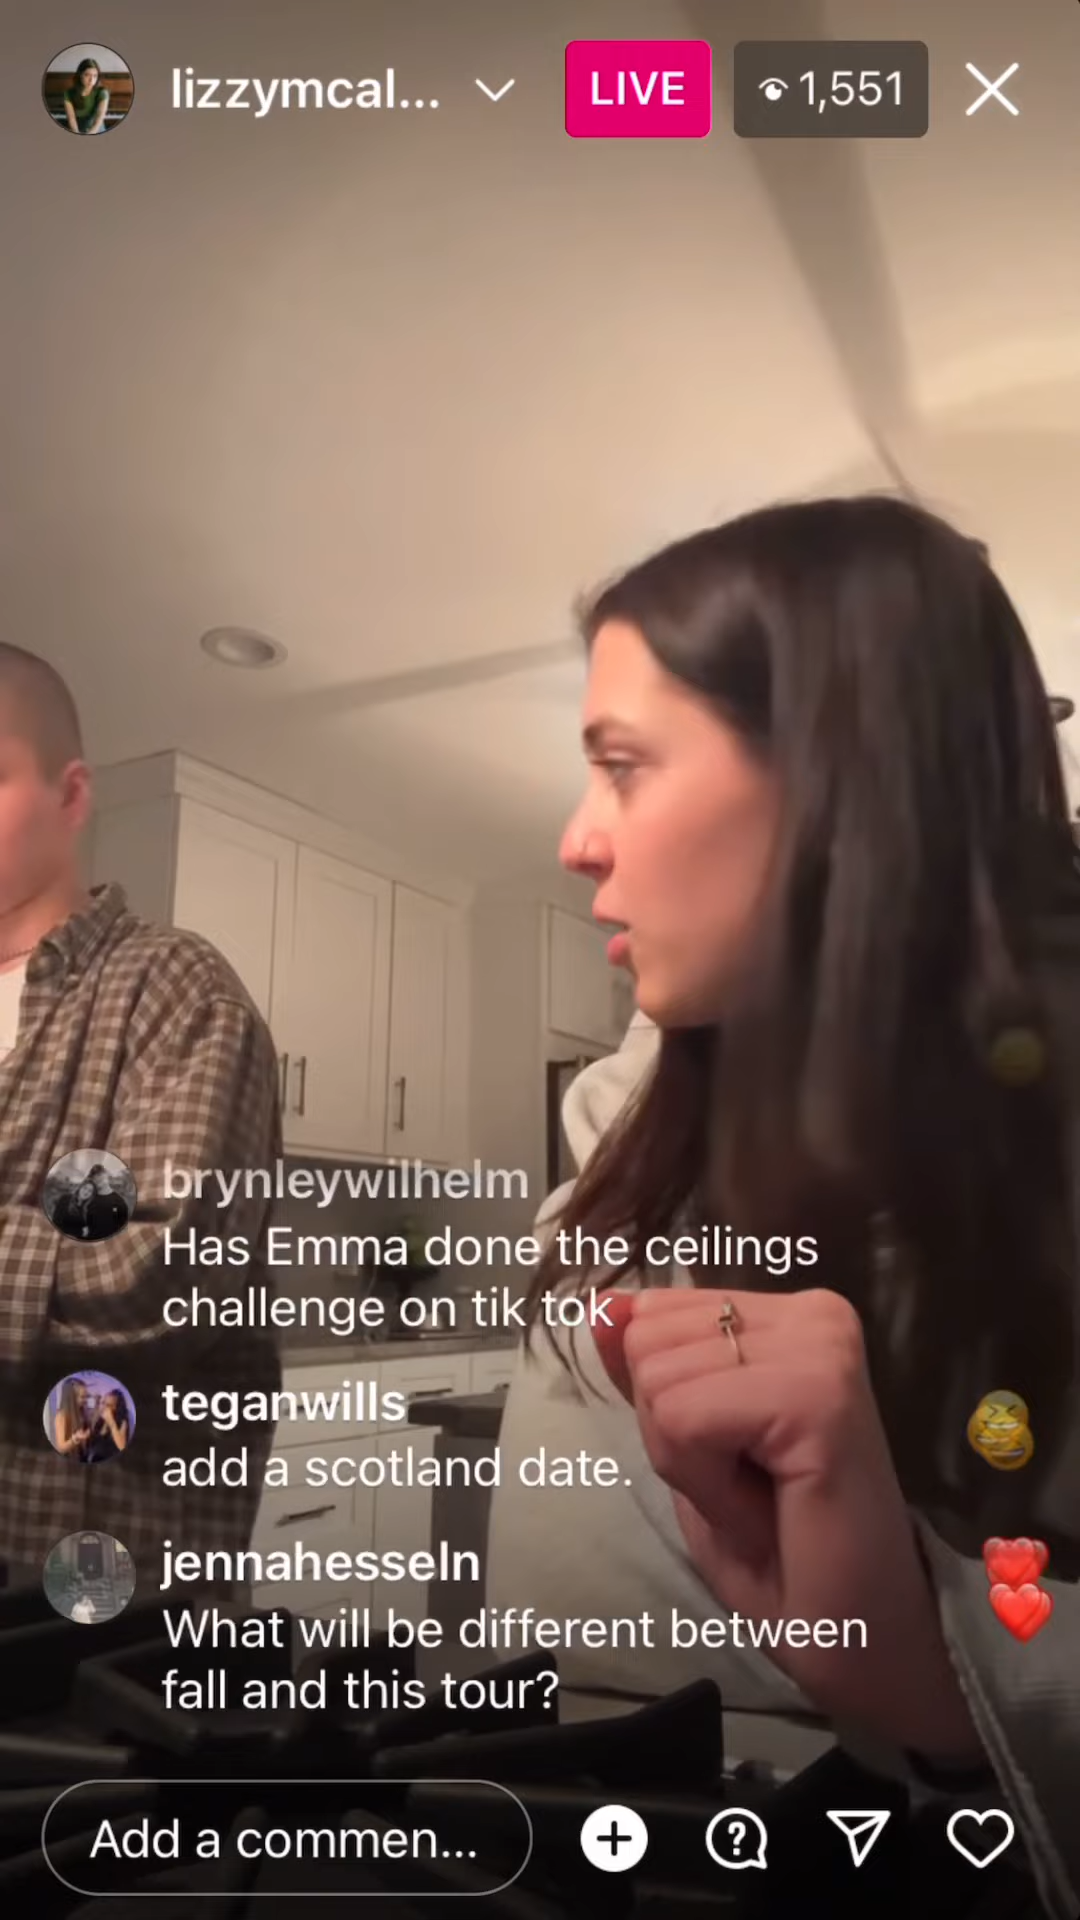 lizzymcal...
LIVE
1,551
brynleywilhelm
Has Emma done the ceilings
challenge on tik tok
teganwills
add a scotland date.
jennahesseln
What will be different between
fall and this tour?
Add a commen...